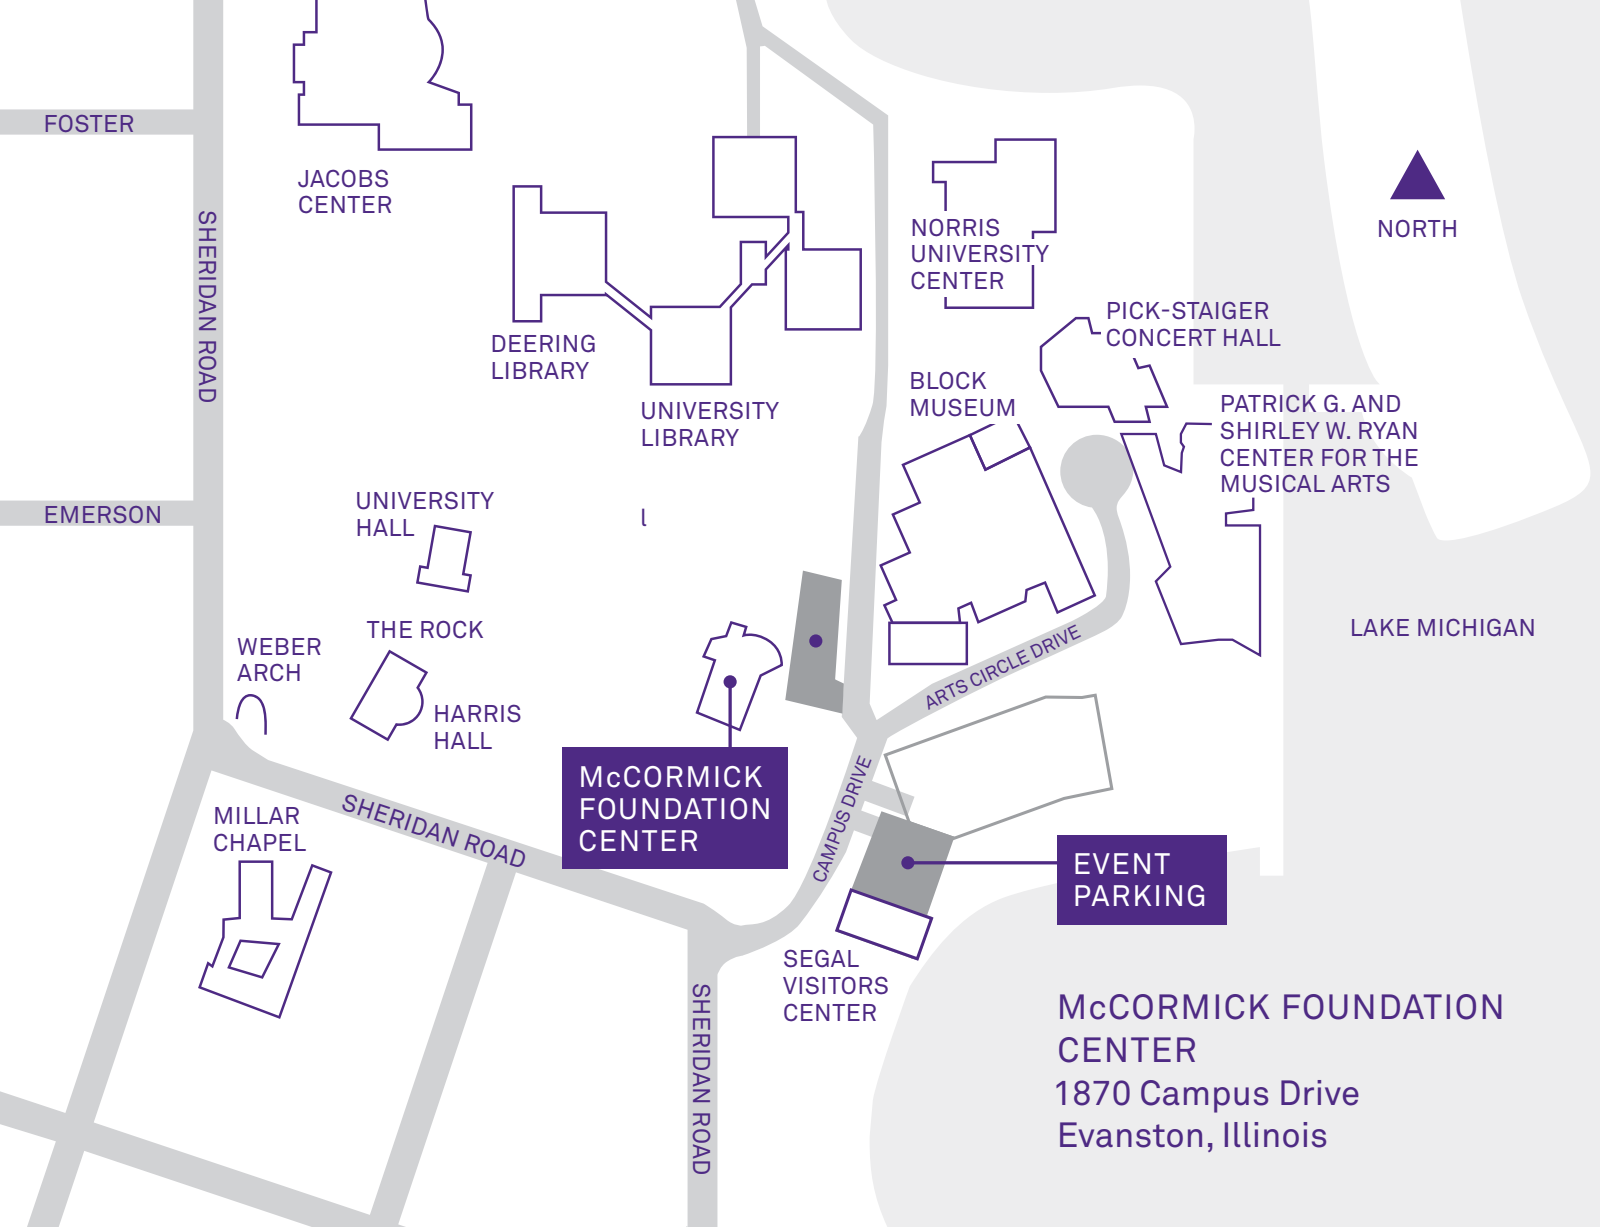 FOSTER
JACOBS
CENTER
SHERIDAN ROAD
NORRIS
UNIVERSITY
CENTER
NORTH
PICK-STAIGER
CONCERT HALL
DEERING
LIBRARY
BLOCK
MUSEUM
UNIVERSITY
LIBRARY
PATRICK G. AND
SHIRLEY W. RYAN
CENTER FOR THE
MUSICAL ARTS
EMERSON
UNIVERSITY
HALL
l
THE ROCK
WEBER
ARCH
HARRIS
HALL
LAKE MICHIGAN
ARTS CIRCLE DRIVE
McCORMICK
FOUNDATION
CENTER
CAMPUS DRIVE
MILLAR
CHAPEL
SHERIDAN ROAD
EVENT
PARKING
SEGAL
VISITORS
CENTER
SHERIDAN ROAD
McCORMICK FOUNDATION
CENTER
1870 Campus Drive
Evanston, Illinois